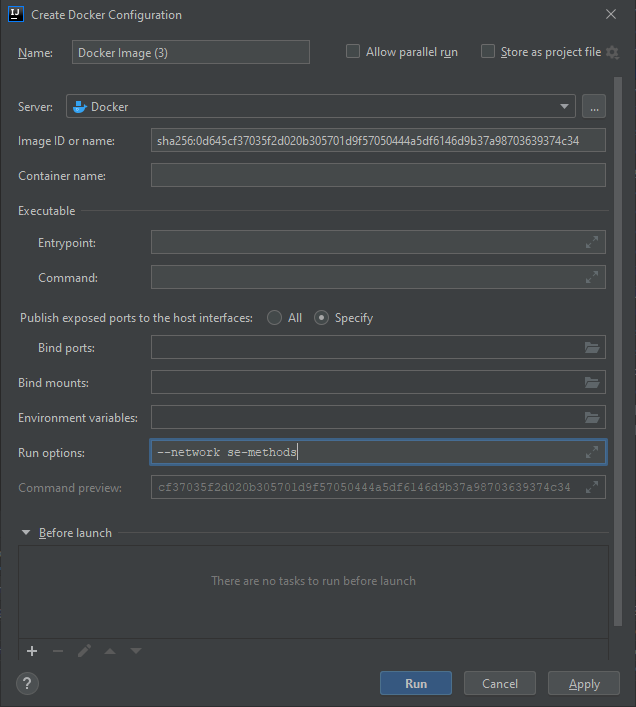 Create Docker Configuration
Name: Docker Image (3) Allow parallel run Store as project file
Server: Docker ...
Image ID or name: sha256:0d645cf37035f2d020b305701d9f57050444a5df6146d9b37a98703639374c34
Container name:
Executable
Entrypoint:
Command:
Publish exposed ports to the host interfaces: All Specify
Bind ports:
Bind mounts:
Environment variables:
Run options: --network se-methods
Command preview: cf37035f2d020b305701d9f57050444a5df6146d9b37a98703639374c34
Before launch
There are no tasks to run before launch
? Run Cancel Apply